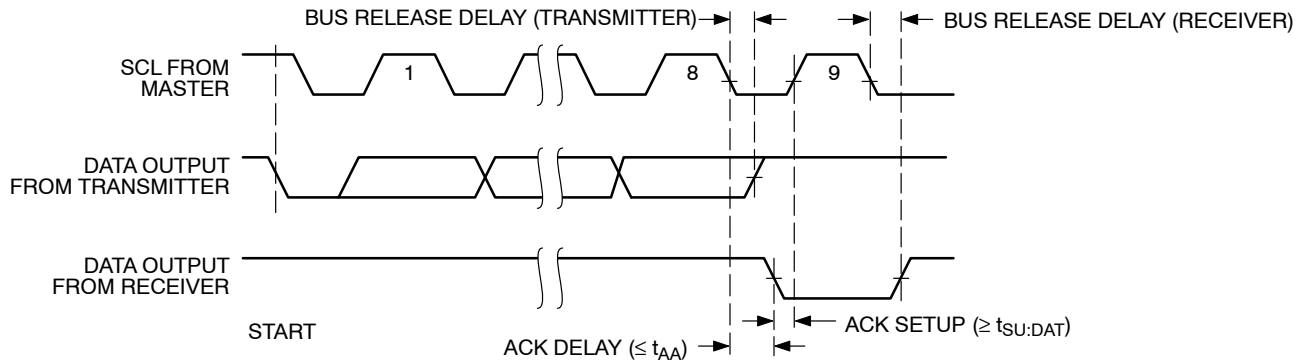 BUS RELEASE DELAY (TRANSMITTER)
BUS RELEASE DELAY (RECEIVER)
SCL FROM
MASTER
1
8
9
DATA OUTPUT
FROM TRANSMITTER
DATA OUTPUT
FROM RECEIVER
START
ACK SETUP (≥ tSU:DAT)
ACK DELAY (≤ tAA)